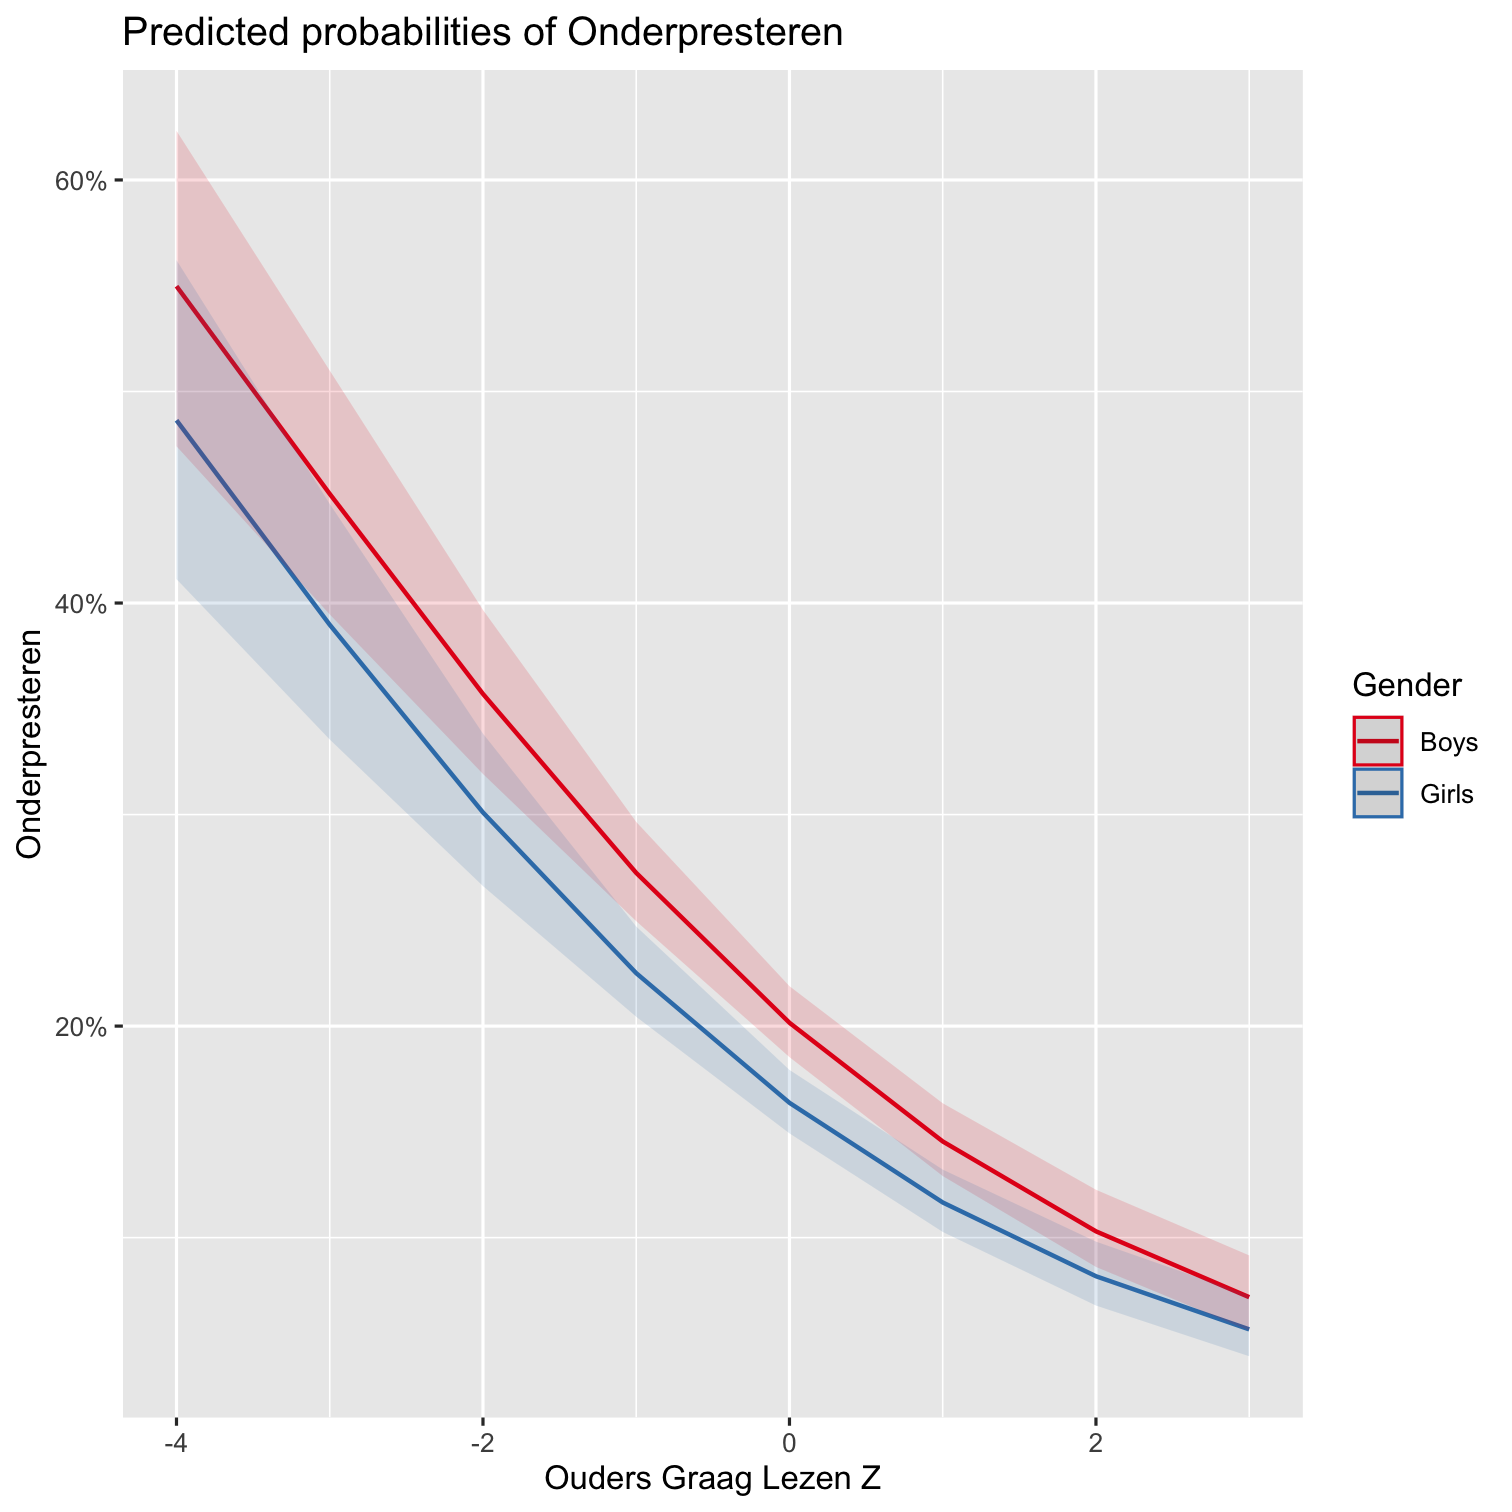 Predicted probabilities of Onderpresteren
60%
40%
20%
Onderpresteren
-4
-2
0
2
Ouders Graag Lezen Z
Gender
Boys
Girls